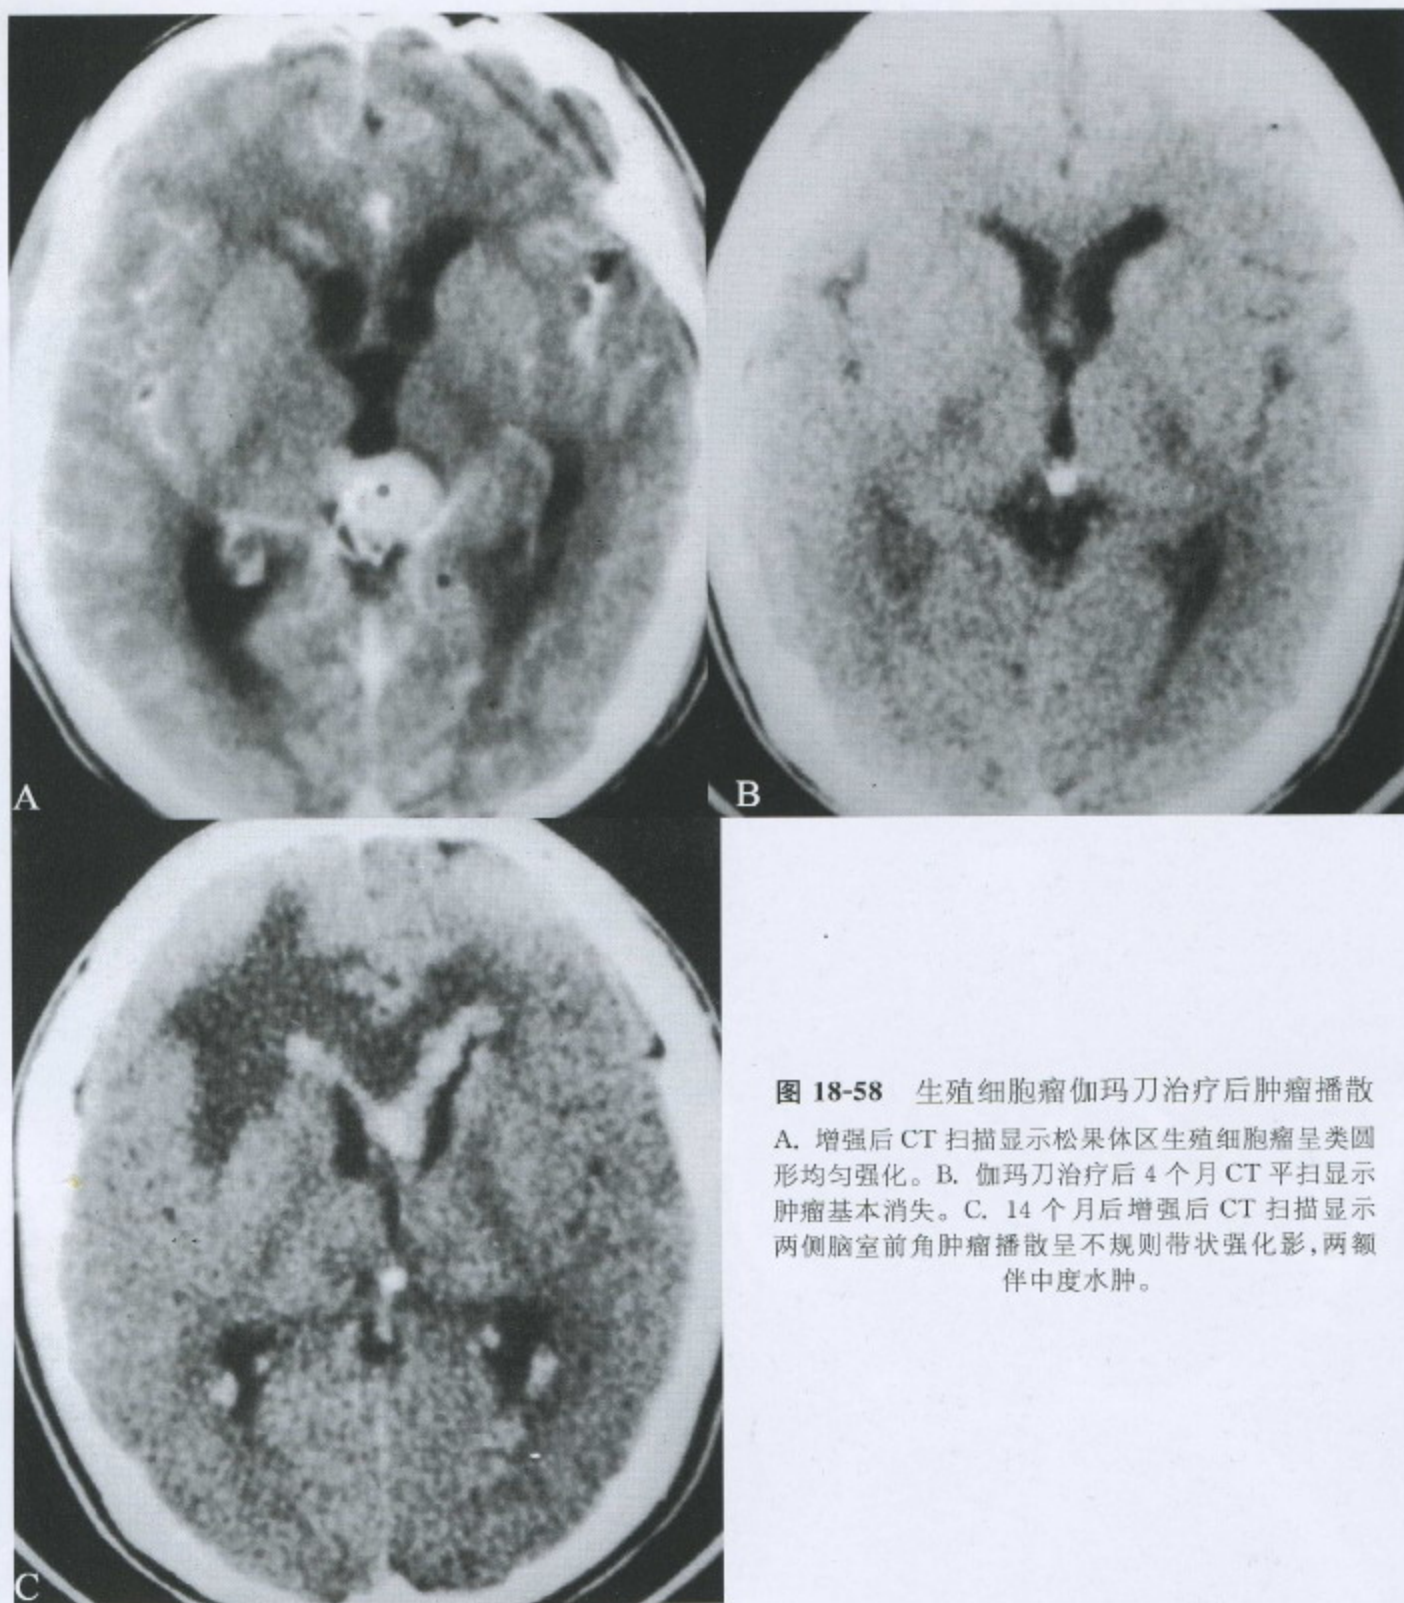 A
B
C
图 18-58 生殖细胞瘤伽玛刀治疗后肿瘤播散
A. 增强后 CT 扫描显示松果体区生殖细胞瘤呈类圆
形均匀强化。B. 伽玛刀治疗后 4 个月 CT 平扫显示
肿瘤基本消失。C. 14 个月后增强后 CT 扫描显示
两侧脑室前角肿瘤播散呈不规则带状强化影,两额
伴中度水肿。